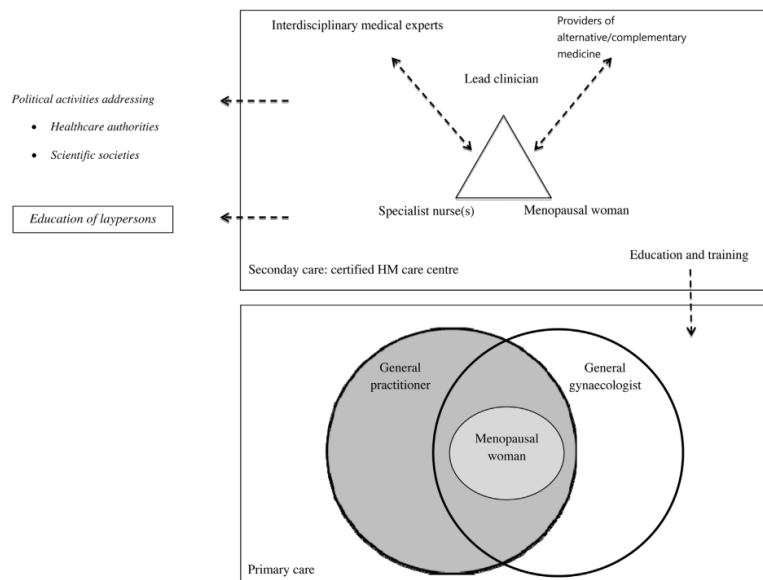 Interdisciplinary medical experts
Providers of
alternative/complementary
medicine
Lead clinician
Political activities addressing
• Healthcare authorities
• Scientific societies
Education of laypersons
Specialist nurse(s)
Menopausal woman
Education and training
Seconday care: certified HM care centre
General
practitioner
General
gynaecologist
Menopausal
woman
Primary care